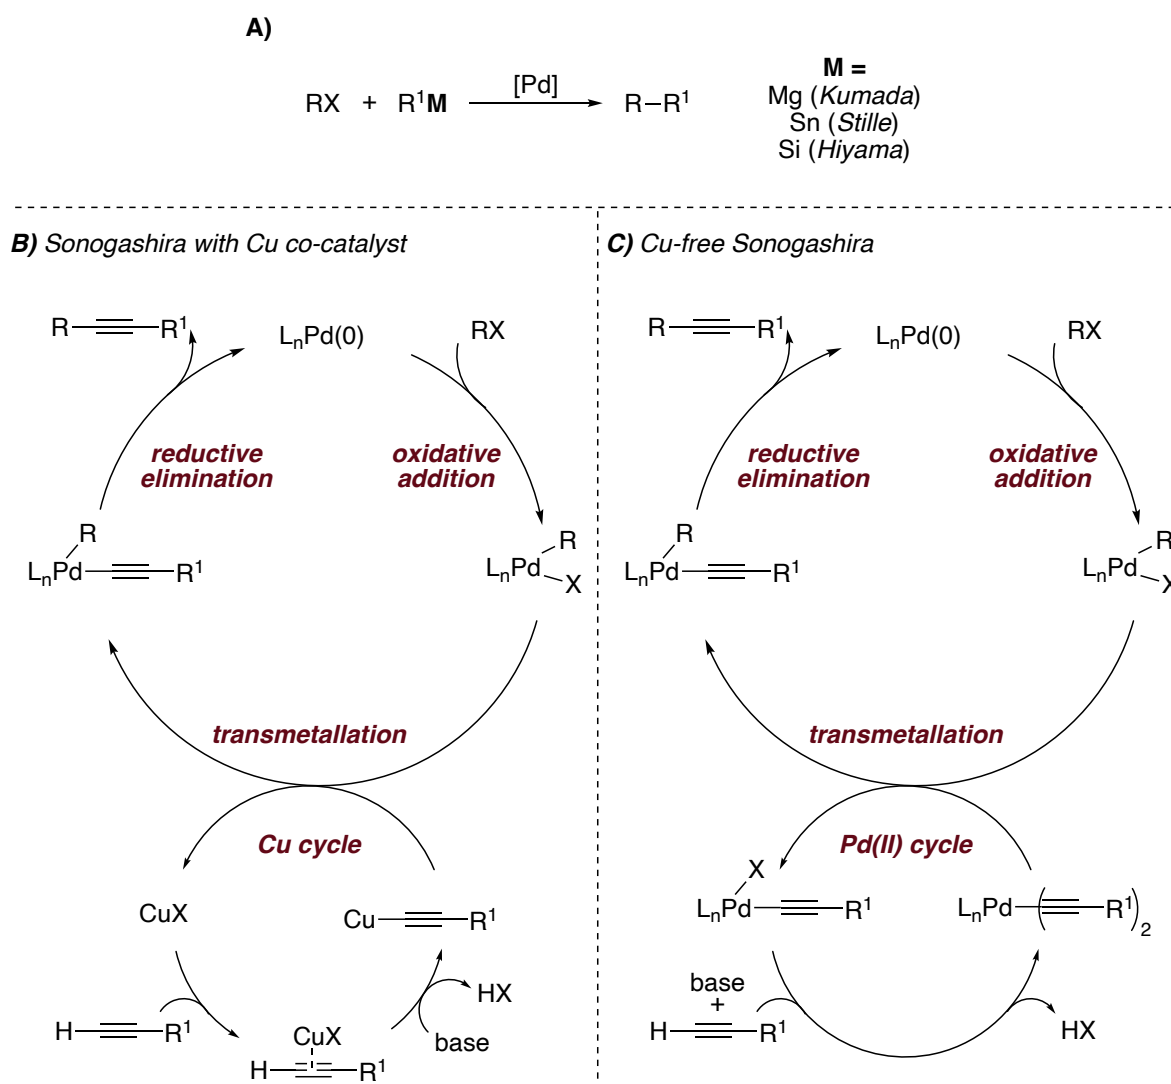 A)
RX + R¹M [Pd] R–R¹
M =
Mg (Kumada)
Sn (Stille)
Si (Hiyama)
B) Sonogashira with Cu co-catalyst
R R¹
LₙPd(0)
RX
reductive
elimination
oxidative
addition
R
LₙPd R¹
R
LₙPd
X
transmetallation
Cu cycle
CuX
Cu R¹
H R¹
CuX
H R¹
HX
base
C) Cu-free Sonogashira
R R¹
LₙPd(0)
RX
reductive
elimination
oxidative
addition
R
LₙPd R¹
R
LₙPd
X
transmetallation
Pd(II) cycle
X
LₙPd R¹
LₙPd ( R¹)₂
base
+
H R¹
HX